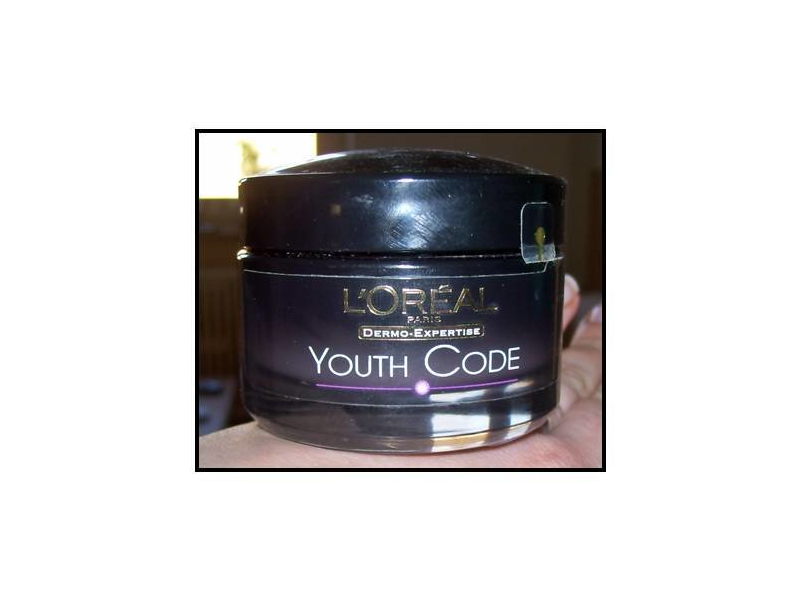 L'ORÉAL
PARIS
DERMO-EXPERTISE
YOUTH CODE